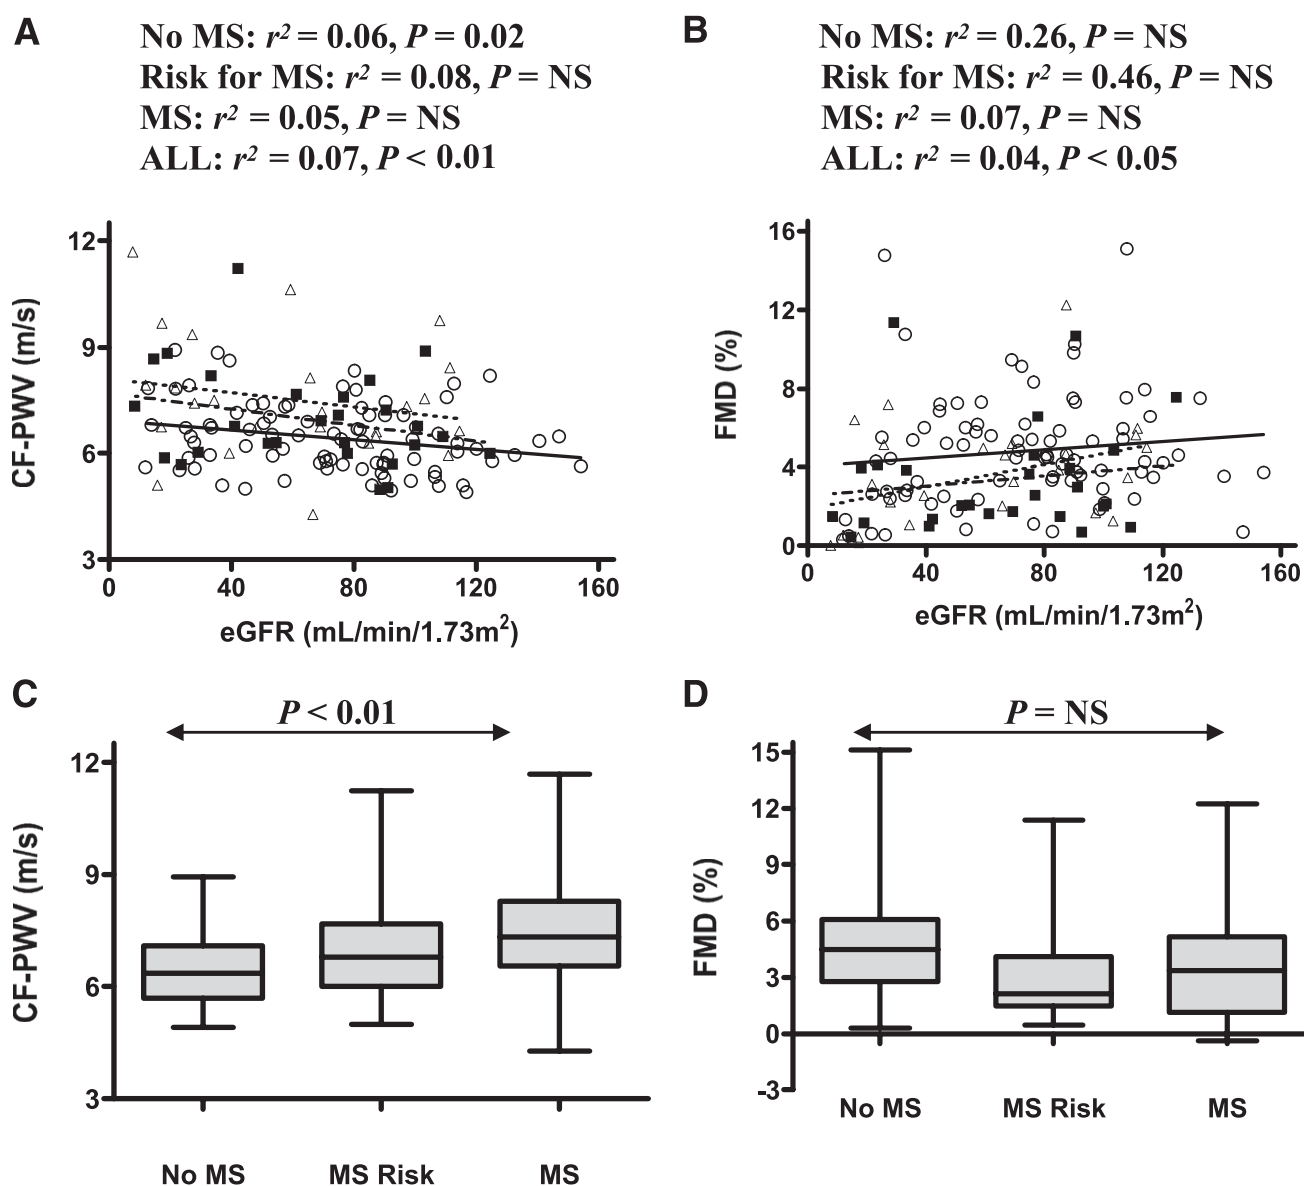 A
No MS: r² = 0.06, P = 0.02
Risk for MS: r² = 0.08, P = NS
MS: r² = 0.05, P = NS
ALL: r² = 0.07, P < 0.01
CF-PWV (m/s)
12
9
6
3
0
40
80
120
160
eGFR (mL/min/1.73m²)
B
No MS: r² = 0.26, P = NS
Risk for MS: r² = 0.46, P = NS
MS: r² = 0.07, P = NS
ALL: r² = 0.04, P < 0.05
FMD (%)
16
12
8
4
0
0
40
80
120
160
eGFR (mL/min/1.73m²)
C
P < 0.01
CF-PWV (m/s)
12
9
6
3
No MS
MS Risk
MS
D
P = NS
FMD (%)
15
12
9
6
3
0
-3
No MS
MS Risk
MS